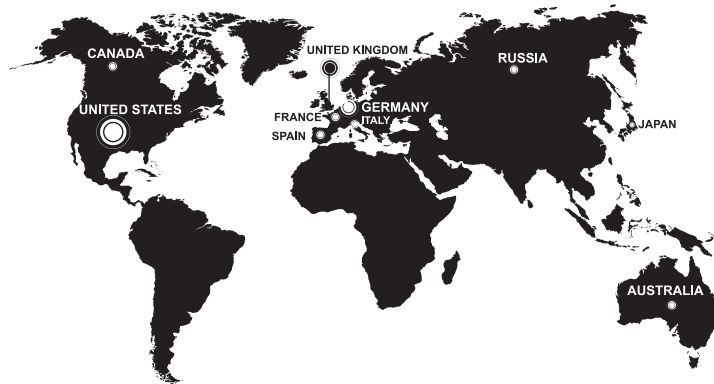 CANADA
UNITED STATES
UNITED KINGDOM
FRANCE
SPAIN
GERMANY
ITALY
RUSSIA
JAPAN
AUSTRALIA